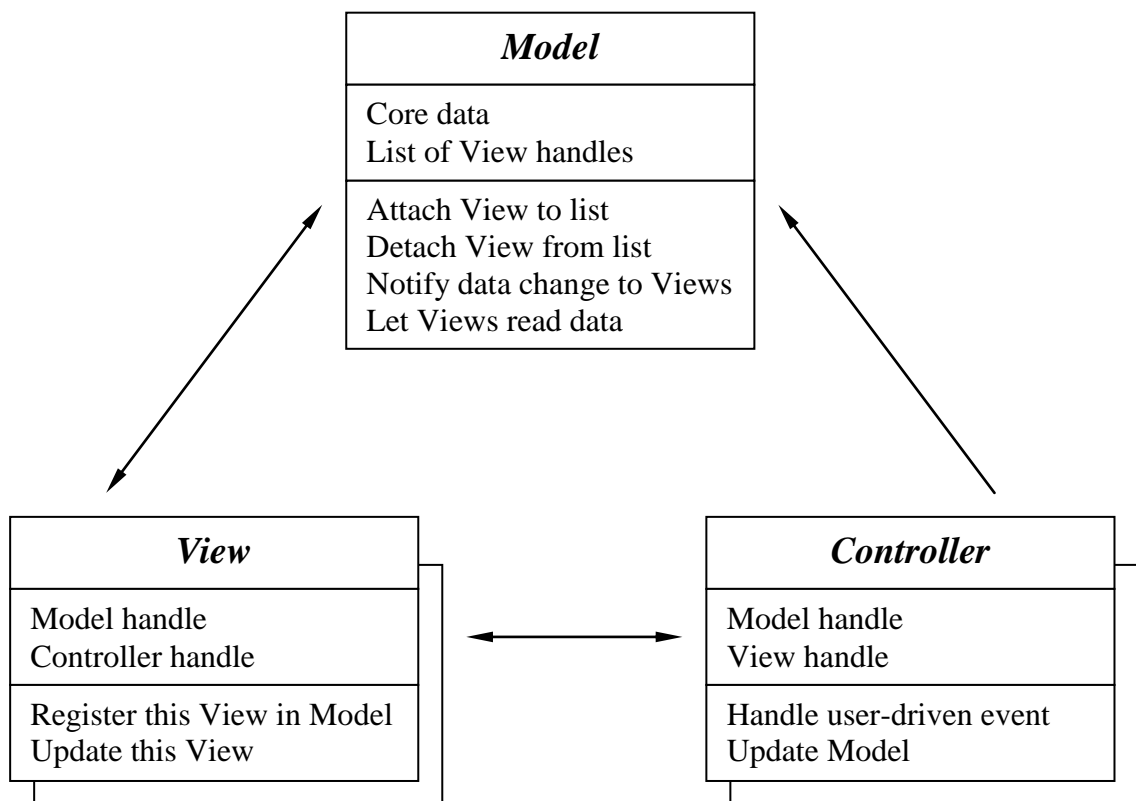 Model
Core data
List of View handles
Attach View to list
Detach View from list
Notify data change to Views
Let Views read data
View
Model handle
Controller handle
Register this View in Model
Update this View
Controller
Model handle
View handle
Handle user-driven event
Update Model